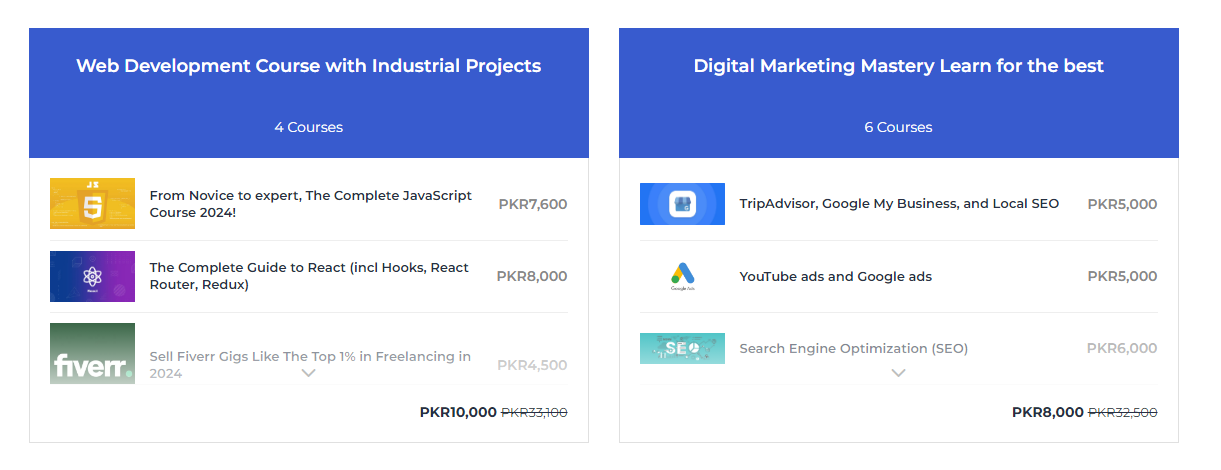 Web Development Course with Industrial Projects
4 Courses
JS
5
From Novice to expert, The Complete JavaScript
Course 2024!
PKR7,600
The Complete Guide to React (incl Hooks, React
Router, Redux)
PKR8,000
fiverr.
Sell Fiverr Gigs Like The Top 1% in Freelancing in
2024
PKR4,500
PKR10,000 PKR33,100
Digital Marketing Mastery Learn for the best
6 Courses
TripAdvisor, Google My Business, and Local SEO
PKR5,000
Google Ads
YouTube ads and Google ads
PKR5,000
SEO
Search Engine Optimization (SEO)
PKR6,000
PKR8,000 PKR32,500